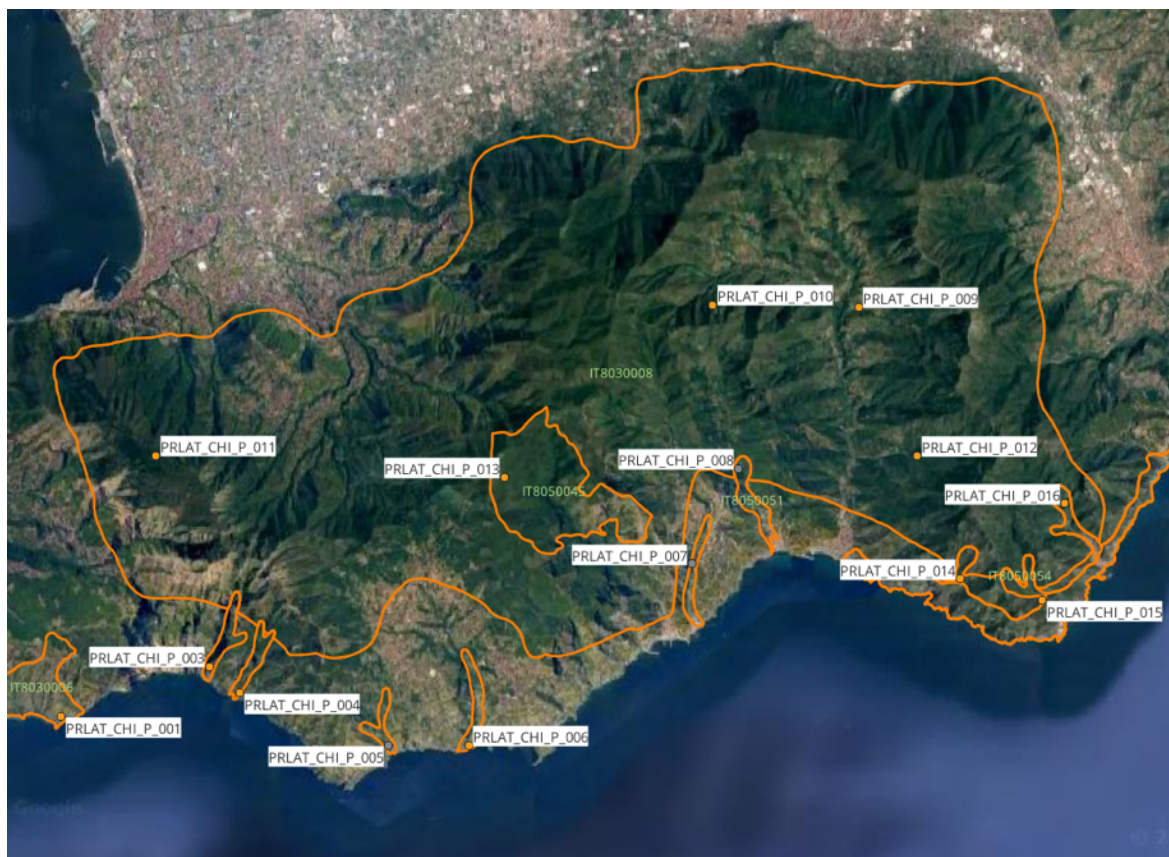 PRLAT_CHI_P_010
PRLAT_CHI_P_009
IT8030008
PRLAT_CHI_P_011
PRLAT_CHI_P_012
PRLAT_CHI_P_008
PRLAT_CHI_P_013
IT8050045
IT8050051
PRLAT_CHI_P_016
PRLAT_CHI_P_007
PRLAT_CHI_P_014
IT8050054
PRLAT_CHI_P_015
PRLAT_CHI_P_003
IT8030006
PRLAT_CHI_P_004
PRLAT_CHI_P_001
PRLAT_CHI_P_006
PRLAT_CHI_P_005
Google